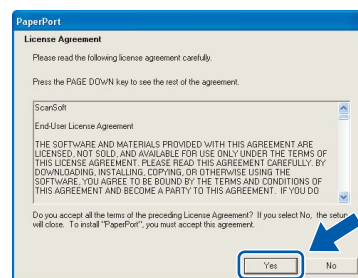 PaperPort
License Agreement
Please read the following license agreement carefully.
Press the PAGE DOWN key to see the rest of the agreement.
ScanSoft
End-User License Agreement
THE SOFTWARE AND MATERIALS PROVIDED WITH THIS AGREEMENT ARE
LICENSED, NOT SOLD, AND AVAILABLE FOR USE ONLY UNDER THE TERMS OF
THIS LICENSE AGREEMENT. PLEASE READ THIS AGREEMENT CAREFULLY. BY
DOWNLOADING, INSTALLING, COPYING, OR OTHERWISE USING THE
SOFTWARE, YOU AGREE TO BE BOUND BY THE TERMS AND CONDITIONS OF
THIS AGREEMENT AND BECOME A PARTY TO THIS AGREEMENT. IF YOU DO
Do you accept all the terms of the preceding License Agreement? If you select No, the setup
will close. To install "PaperPort", you must accept this agreement.
Yes
No